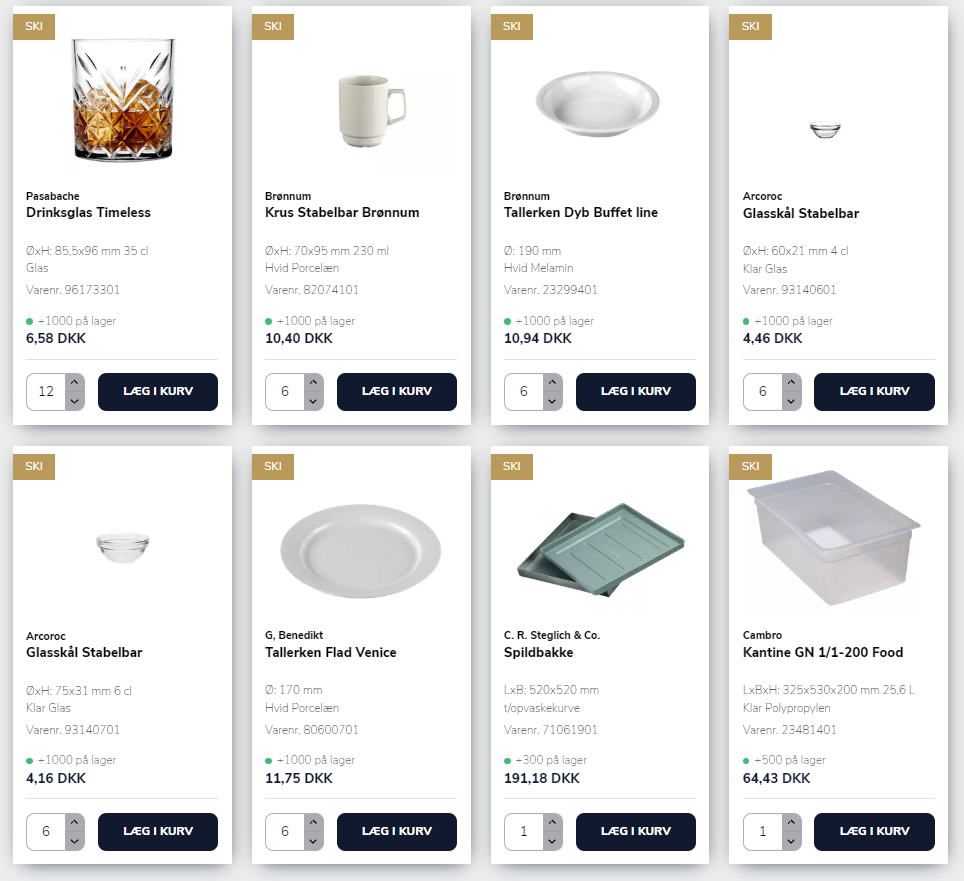 SKI
Pasabache
Drinksglas Timeless
ØxH: 85,5x96 mm 35 cl
Glas
Varenr. 96173301
+1000 på lager
6,58 DKK
12
LÆG I KURV
SKI
Brønnum
Krus Stabelbar Brønnum
ØxH: 70x95 mm 230 ml
Hvid Porcelæn
Varenr. 82074101
+1000 på lager
10,40 DKK
6
LÆG I KURV
SKI
Brønnum
Tallerken Dyb Buffet line
Ø: 190 mm
Hvid Melamin
Varenr. 23299401
+1000 på lager
10,94 DKK
6
LÆG I KURV
SKI
Arcoroc
Glasskål Stabelbar
ØxH: 60x21 mm 4 cl
Klar Glas
Varenr. 93140601
+1000 på lager
4,46 DKK
6
LÆG I KURV
SKI
Arcoroc
Glasskål Stabelbar
ØxH: 75x31 mm 6 cl
Klar Glas
Varenr. 93140701
+1000 på lager
4,16 DKK
6
LÆG I KURV
SKI
G, Benedikt
Tallerken Flad Venice
Ø: 170 mm
Hvid Porcelæn
Varenr. 80600701
+1000 på lager
11,75 DKK
6
LÆG I KURV
SKI
C. R. Steglich & Co.
Spildbakke
LxB: 520x520 mm
t/opvaskekurve
Varenr. 71061901
+300 på lager
191,18 DKK
1
LÆG I KURV
SKI
Cambro
Kantine GN 1/1-200 Food
LxBxH: 325x530x200 mm 25,6 L
Klar Polypropylen
Varenr. 23481401
+500 på lager
64,43 DKK
1
LÆG I KURV